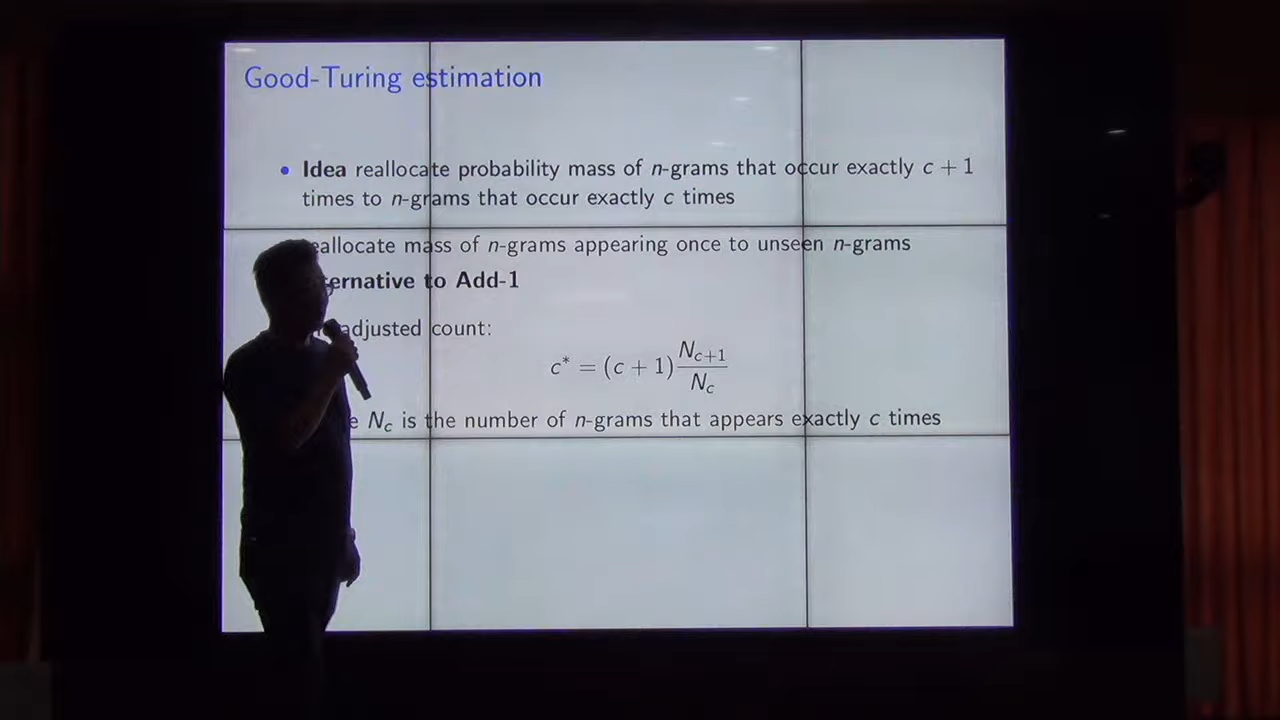 Good-Turing estimation
• Idea reallocate probability mass of n-grams that occur exactly c + 1
times to n-grams that occur exactly c times
mass of n-grams appearing once to unseen n-grams
to Add-1
adjusted count:
c* = (c + 1) N_{c+1} / N_c
N_c is the number of n-grams that appears exactly c times